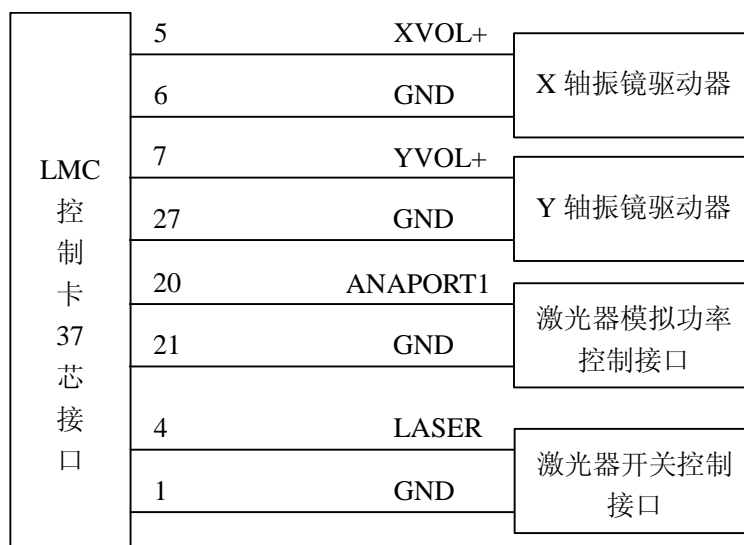 LMC
控
制
卡
37
芯
接
口
5 XVOL+
6 GND
X 轴振镜驱动器
7 YVOL+
27 GND
Y 轴振镜驱动器
20 ANAPORT1
21 GND
激光器模拟功率
控制接口
4 LASER
1 GND
激光器开关控制
接口